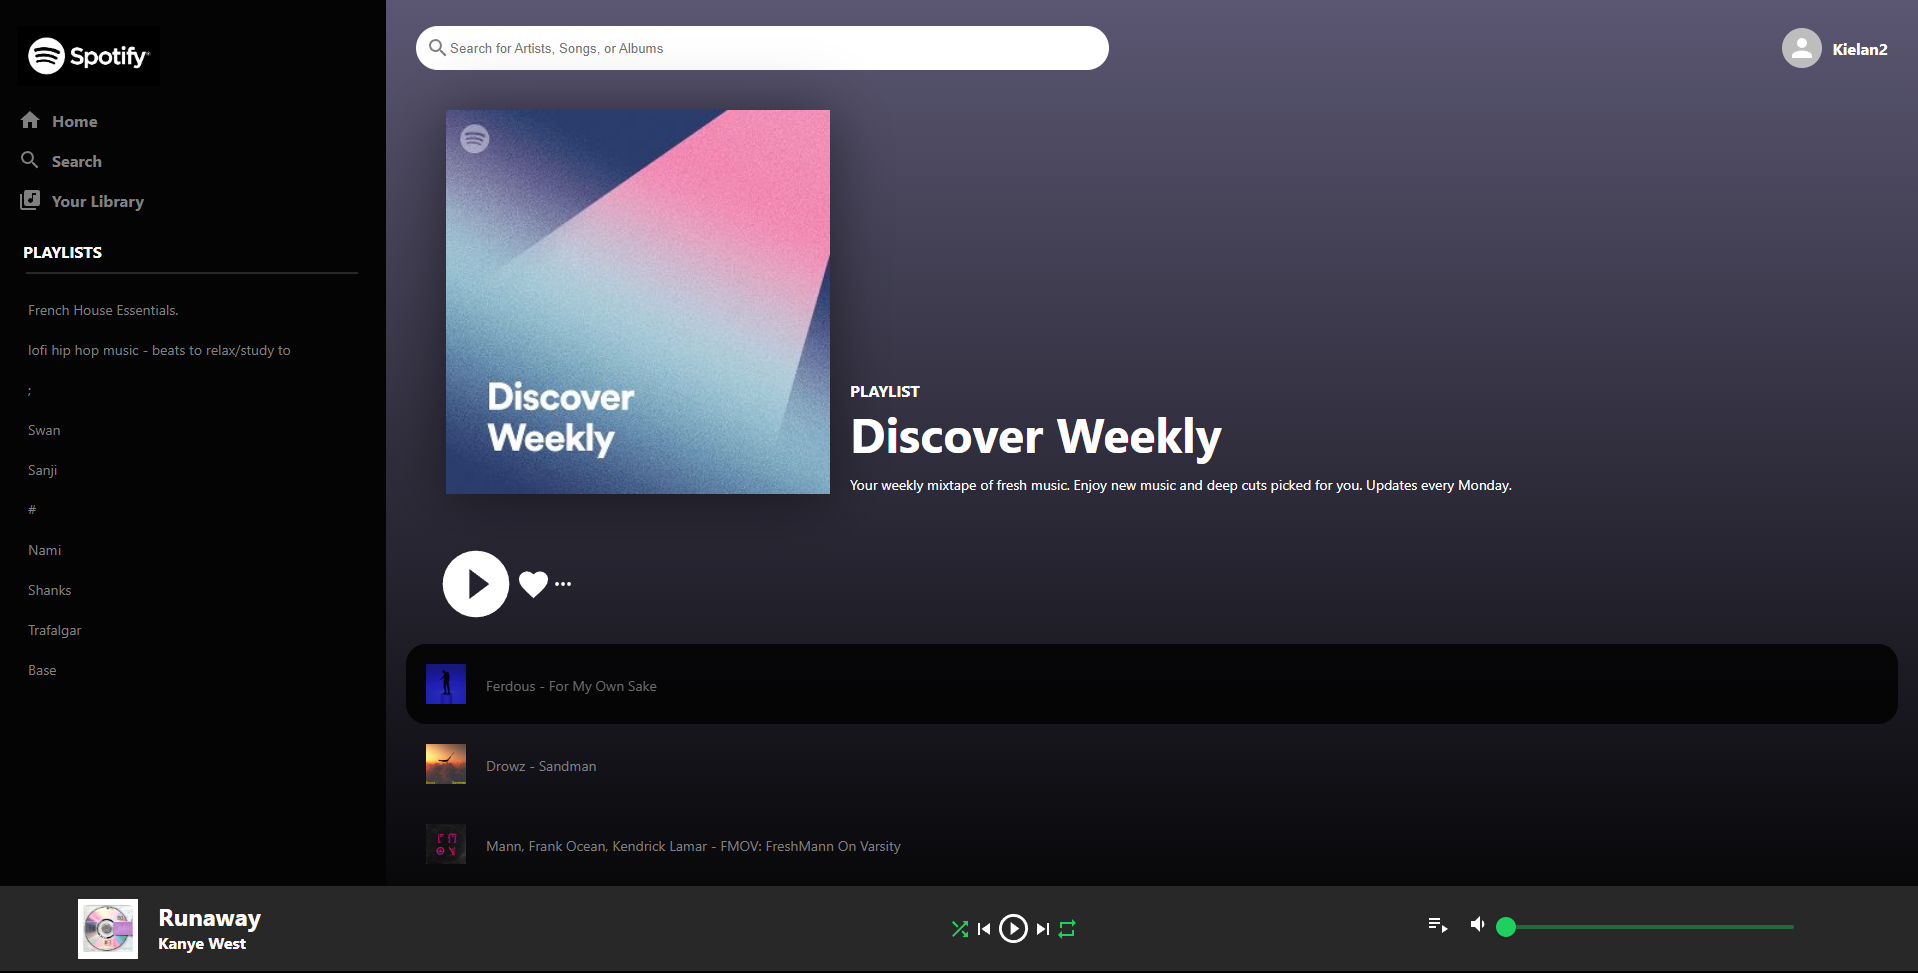 Spotify
Search for Artists, Songs, or Albums
Kielan2
Home
Search
Your Library
PLAYLISTS
French House Essentials.
lofi hip hop music - beats to relax/study to
;
Swan
Sanji
#
Nami
Shanks
Trafalgar
Base
Discover
Weekly
PLAYLIST
Discover Weekly
Your weekly mixtape of fresh music. Enjoy new music and deep cuts picked for you. Updates every Monday.
Ferdous - For My Own Sake
Drowz - Sandman
Mann, Frank Ocean, Kendrick Lamar - FMOV: FreshMann On Varsity
Runaway
Kanye West